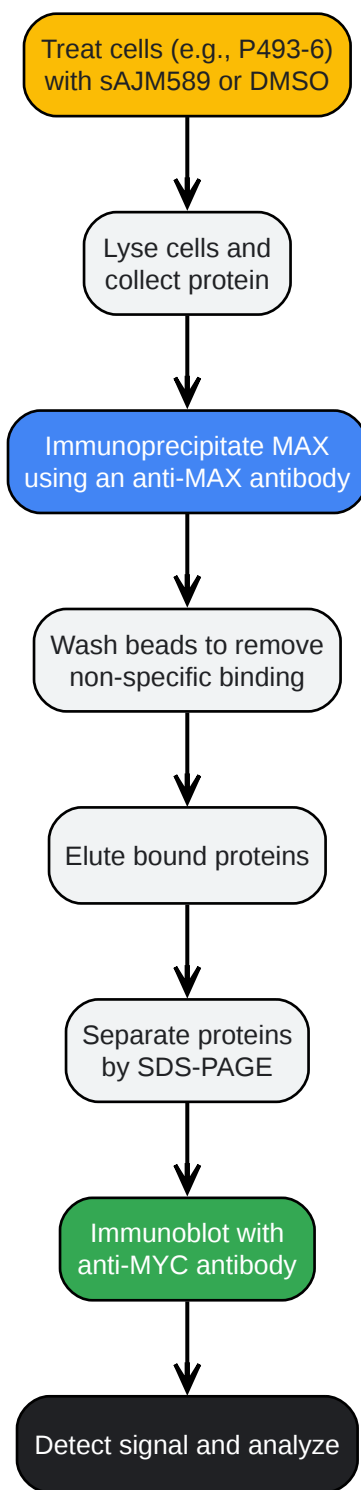 Treat cells (e.g., P493-6)
with sAJM589 or DMSO
Lyse cells and
collect protein
Immunoprecipitate MAX
using an anti-MAX antibody
Wash beads to remove
non-specific binding
Elute bound proteins
Separate proteins
by SDS-PAGE
Immunoblot with
anti-MYC antibody
Detect signal and analyze